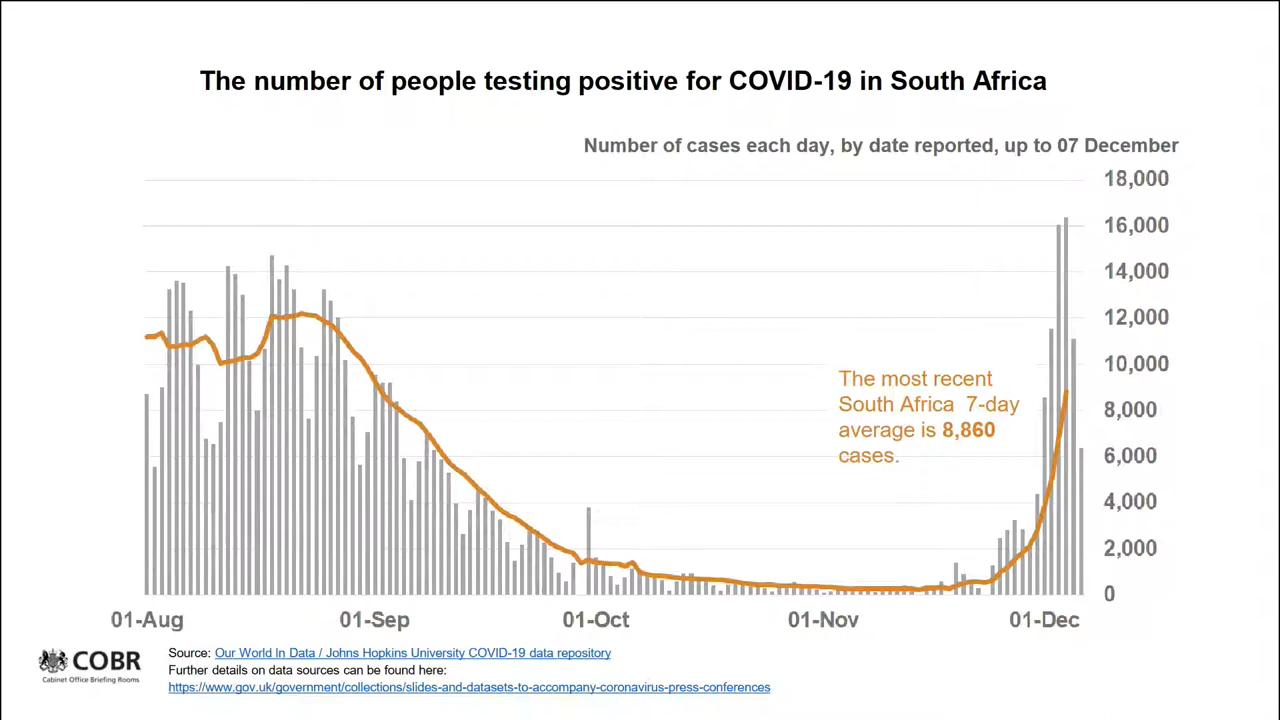 The number of people testing positive for COVID-19 in South Africa
Number of cases each day, by date reported, up to 07 December
18,000
16,000
14,000
12,000
10,000
8,000
6,000
4,000
2,000
0
The most recent
South Africa 7-day
average is 8,860
cases.
01-Aug
01-Sep
01-Oct
01-Nov
01-Dec
COBR
Cabinet Office Briefing Rooms
Source: Our World In Data / Johns Hopkins University COVID-19 data repository
Further details on data sources can be found here:
https://www.gov.uk/government/collections/slides-and-datasets-to-accompany-coronavirus-press-conferences